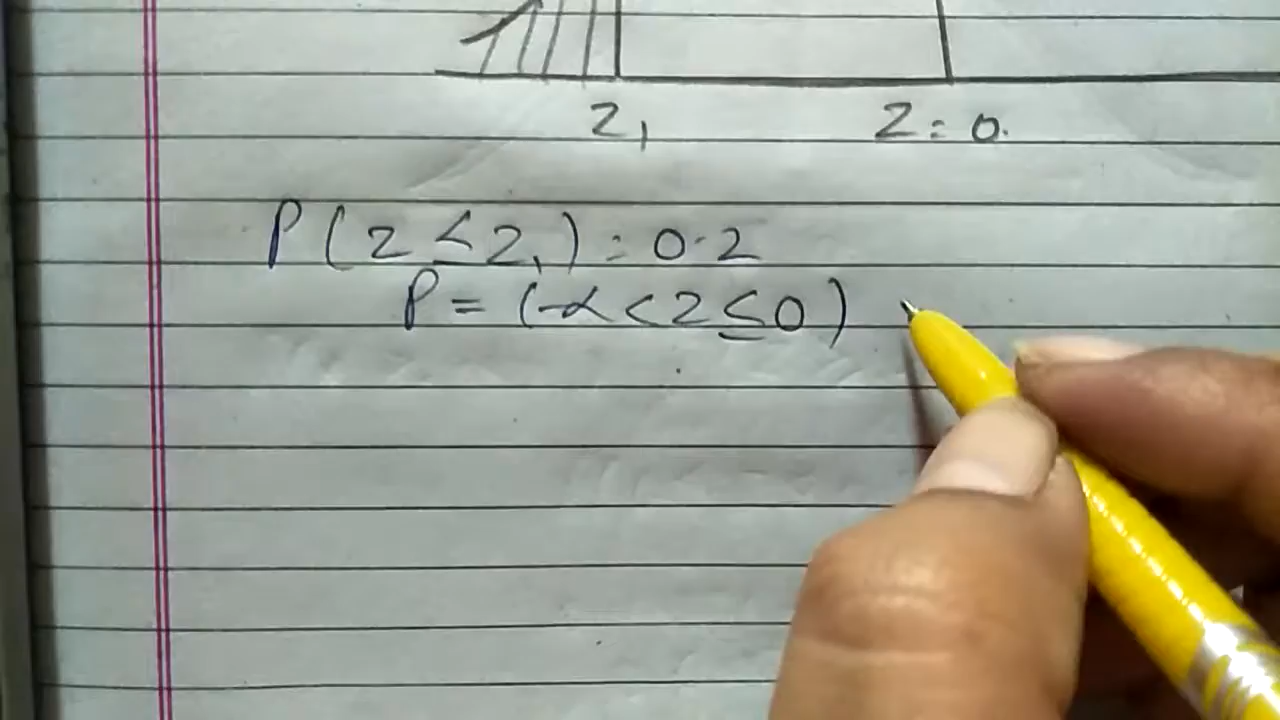 Z₁ Z = 0.
P(Z ≤ Z₁) = 0.2
P = (-∝ < Z ≤ 0)